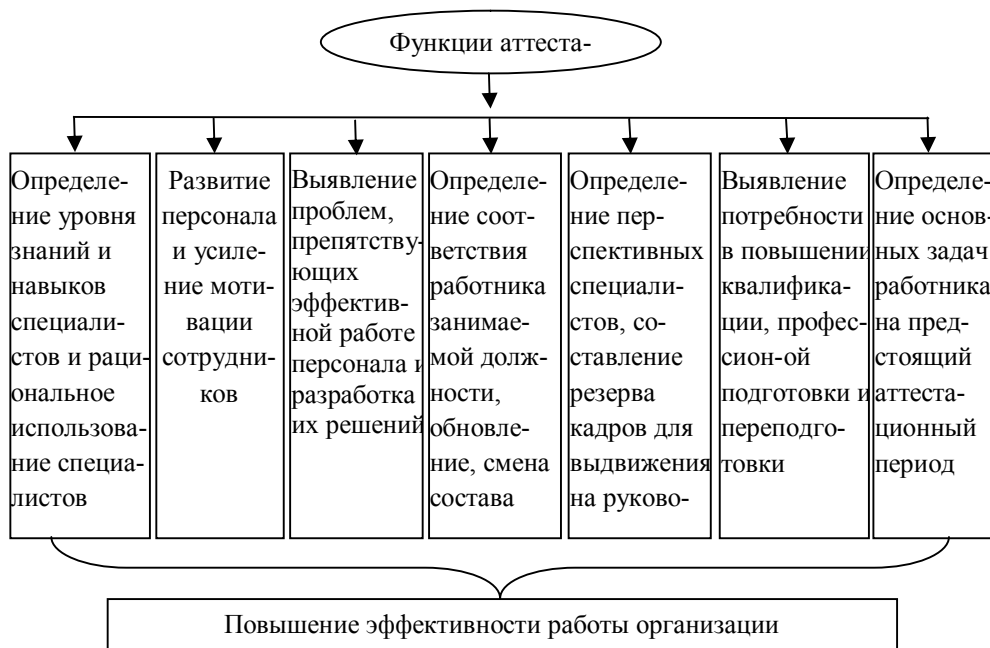 Функции аттеста-
Определе-
ние уровня
знаний и
навыков
специали-
стов и раци-
ональное
использова-
ние специа-
листов
Развитие
персонала
и усиле-
ние моти-
вации
сотрудни-
ков
Выявление
проблем,
препятству-
ющих
эффектив-
ной работе
персонала и
разработка
их решений
Определе-
ние соот-
ветствия
работника
занимае-
мой долж-
ности,
обновле-
ние, смена
состава
Определе-
ние пер-
спективных
специали-
стов, со-
ставление
резерва
кадров для
выдвижения
на руково-
Выявление
потребности
в повышении
квалифика-
ции, професс-
сион-ой
подготовки и
переподго-
товки
Определе-
ние основ-
ных задач
работника
на пред-
стоящий
аттеста-
ционный
период
Повышение эффективности работы организации